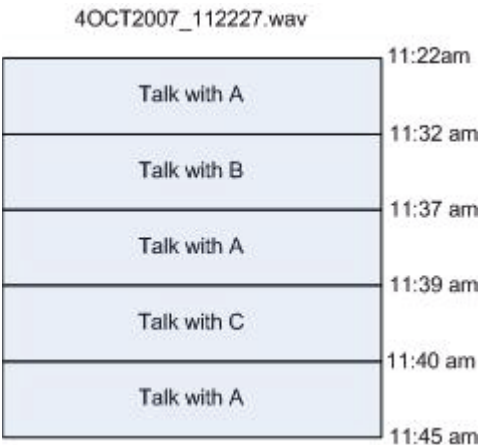 4OCT2007_112227.wav
11:22am
Talk with A
11:32 am
Talk with B
11:37 am
Talk with A
11:39 am
Talk with C
11:40 am
Talk with A
11:45 am